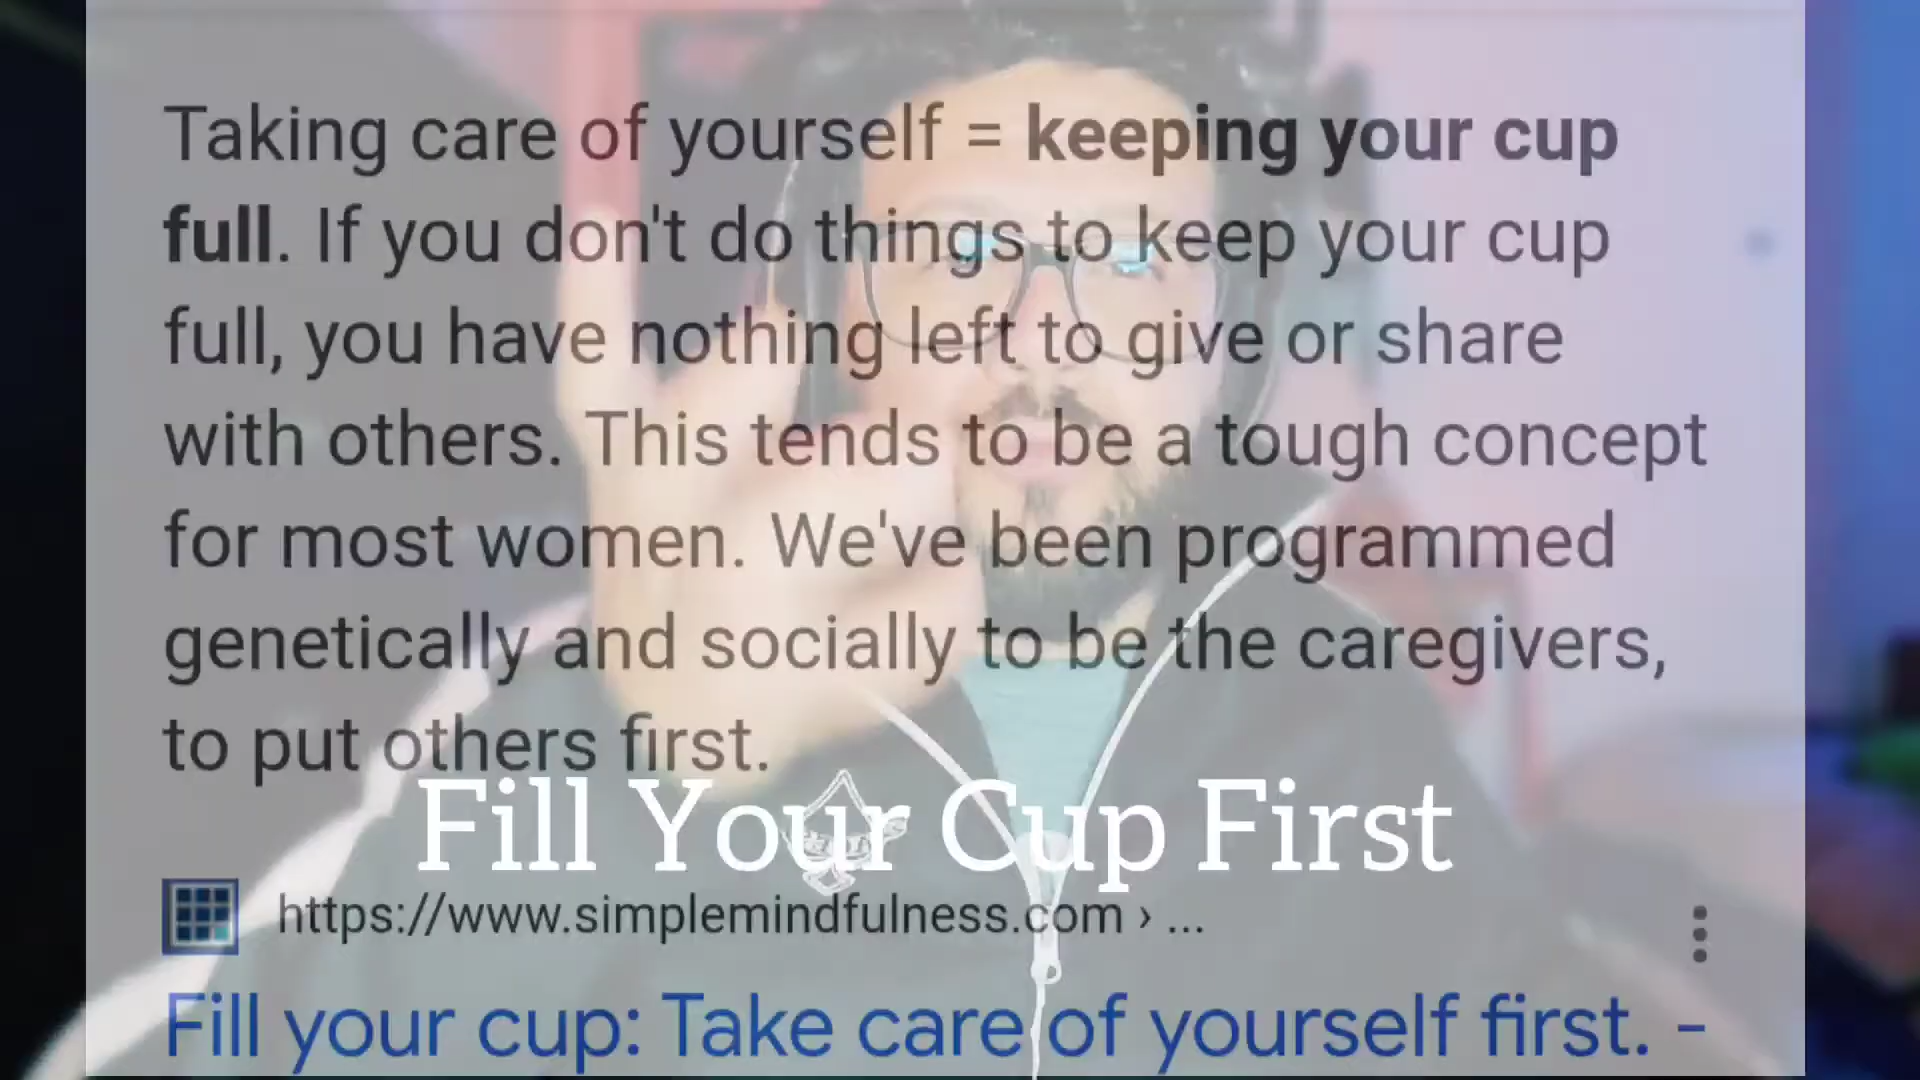 Taking care of yourself = keeping your cup
full. If you don't do things to keep your cup
full, you have nothing left to give or share
with others. This tends to be a tough concept
for most women. We've been programmed
genetically and socially to be the caregivers,
to put others first.
Fill Your Cup First
https://www.simplemindfulness.com › ...
Fill your cup: Take care of yourself first. -